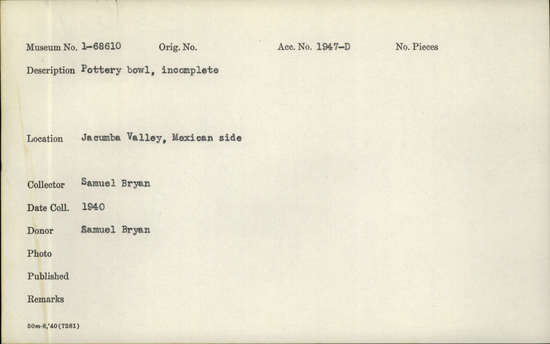 Museum No. 1-68610 Orig. No. Acc. No. 1947-D No. Pieces
Description Pottery bowl, incomplete
Location Jacumba Valley, Mexican side
Collector Samuel Bryan
Date Coll. 1940
Donor Samuel Bryan
Photo
Published
Remarks
50m-8,'40(7261)